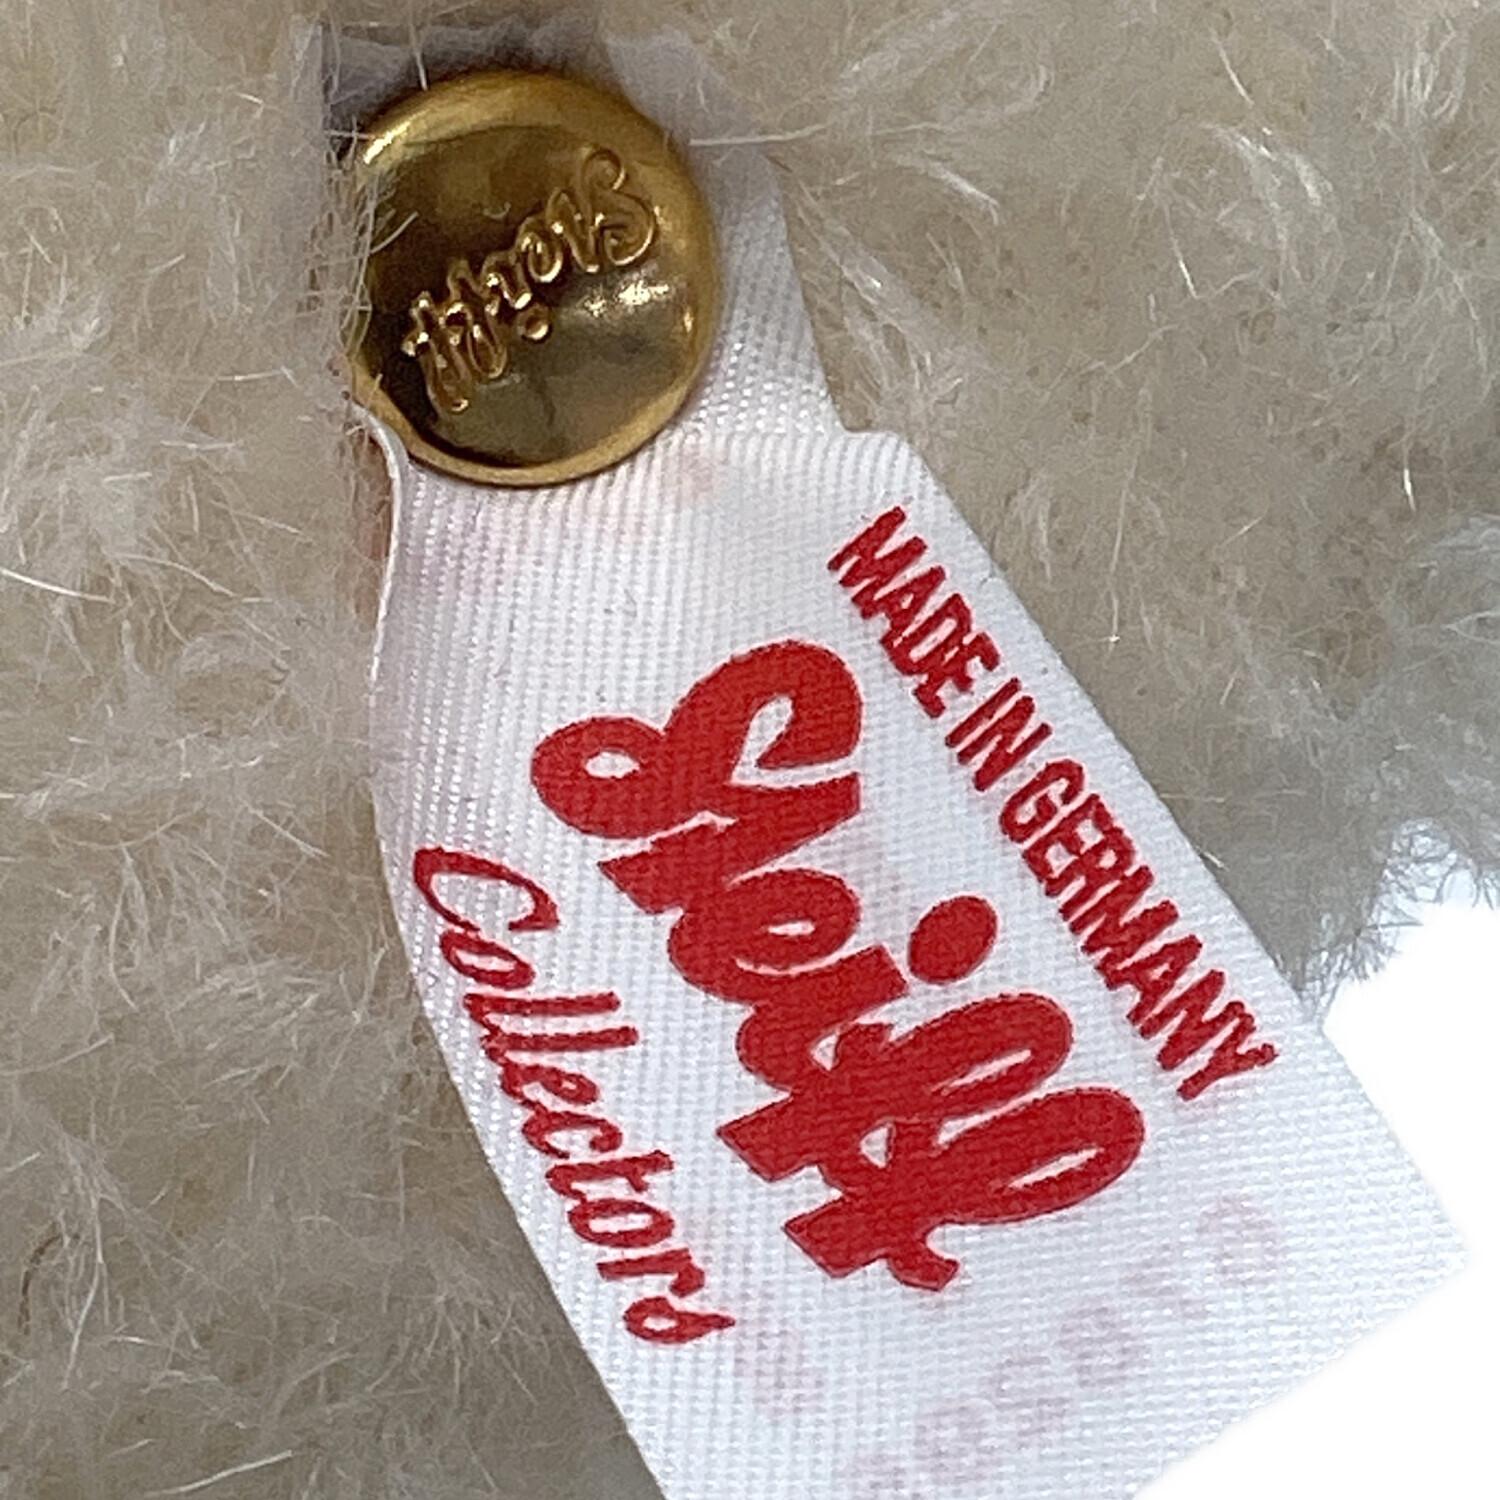 Steiff
MADE IN GERMANY
Steiff
Collectors